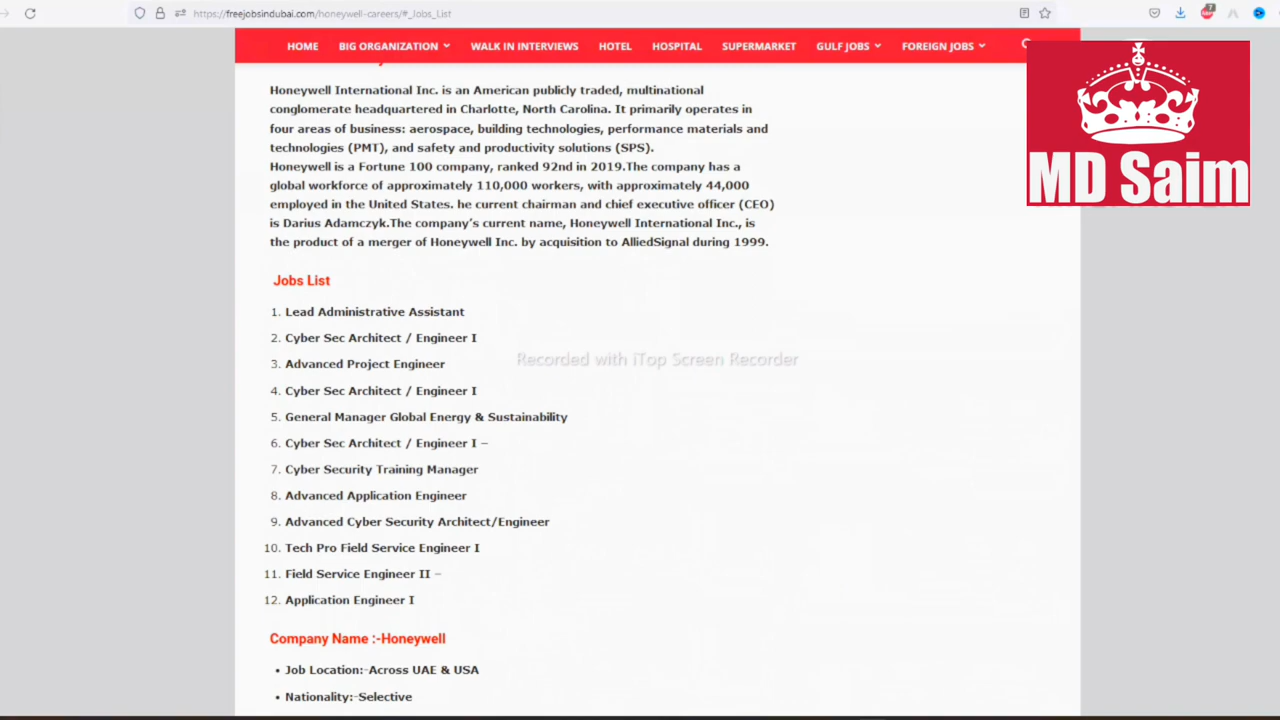 https://freejobsindubai.com/honeywell-careers/#_Jobs_List
7
HOME BIG ORGANIZATION WALK IN INTERVIEWS HOTEL HOSPITAL SUPERMARKET GULF JOBS FOREIGN JOBS
MD Saim
Honeywell International Inc. is an American publicly traded, multinational
conglomerate headquartered in Charlotte, North Carolina. It primarily operates in
four areas of business: aerospace, building technologies, performance materials and
technologies (PMT), and safety and productivity solutions (SPS).
Honeywell is a Fortune 100 company, ranked 92nd in 2019.The company has a
global workforce of approximately 110,000 workers, with approximately 44,000
employed in the United States. he current chairman and chief executive officer (CEO)
is Darius Adamczyk.The company’s current name, Honeywell International Inc., is
the product of a merger of Honeywell Inc. by acquisition to AlliedSignal during 1999.
Jobs List
1. Lead Administrative Assistant
2. Cyber Sec Architect / Engineer I
Recorded with iTop Screen Recorder
3. Advanced Project Engineer
4. Cyber Sec Architect / Engineer I
5. General Manager Global Energy & Sustainability
6. Cyber Sec Architect / Engineer I –
7. Cyber Security Training Manager
8. Advanced Application Engineer
9. Advanced Cyber Security Architect/Engineer
10. Tech Pro Field Service Engineer I
11. Field Service Engineer II –
12. Application Engineer I
Company Name :-Honeywell
• Job Location:-Across UAE & USA
• Nationality:-Selective